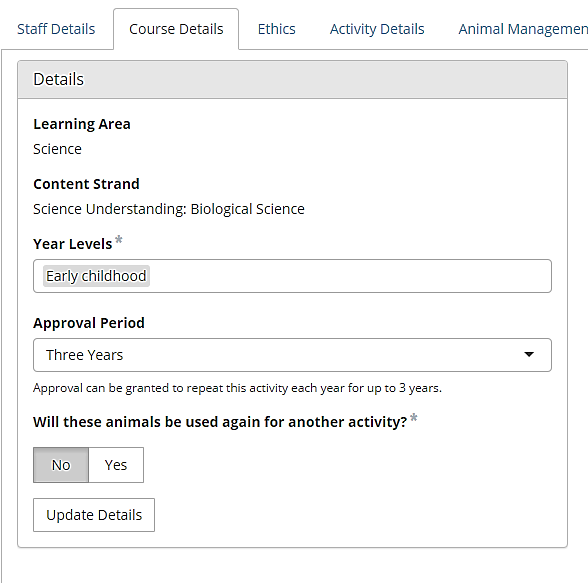 Staff Details Course Details Ethics Activity Details Animal Managemen
Details
Learning Area
Science
Content Strand
Science Understanding: Biological Science
Year Levels *
Early childhood
Approval Period
Three Years
Approval can be granted to repeat this activity each year for up to 3 years.
Will these animals be used again for another activity? *
No Yes
Update Details